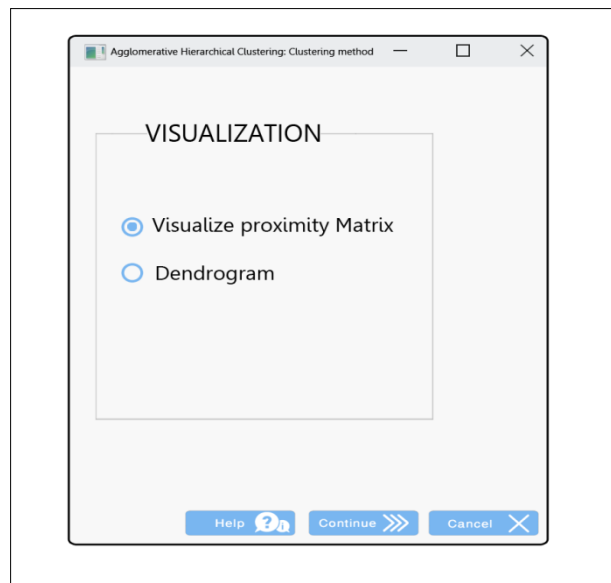 Agglomerative Hierarchical Clustering: Clustering method
VISUALIZATION
Visualize proximity Matrix
Dendrogram
Help Continue Cancel